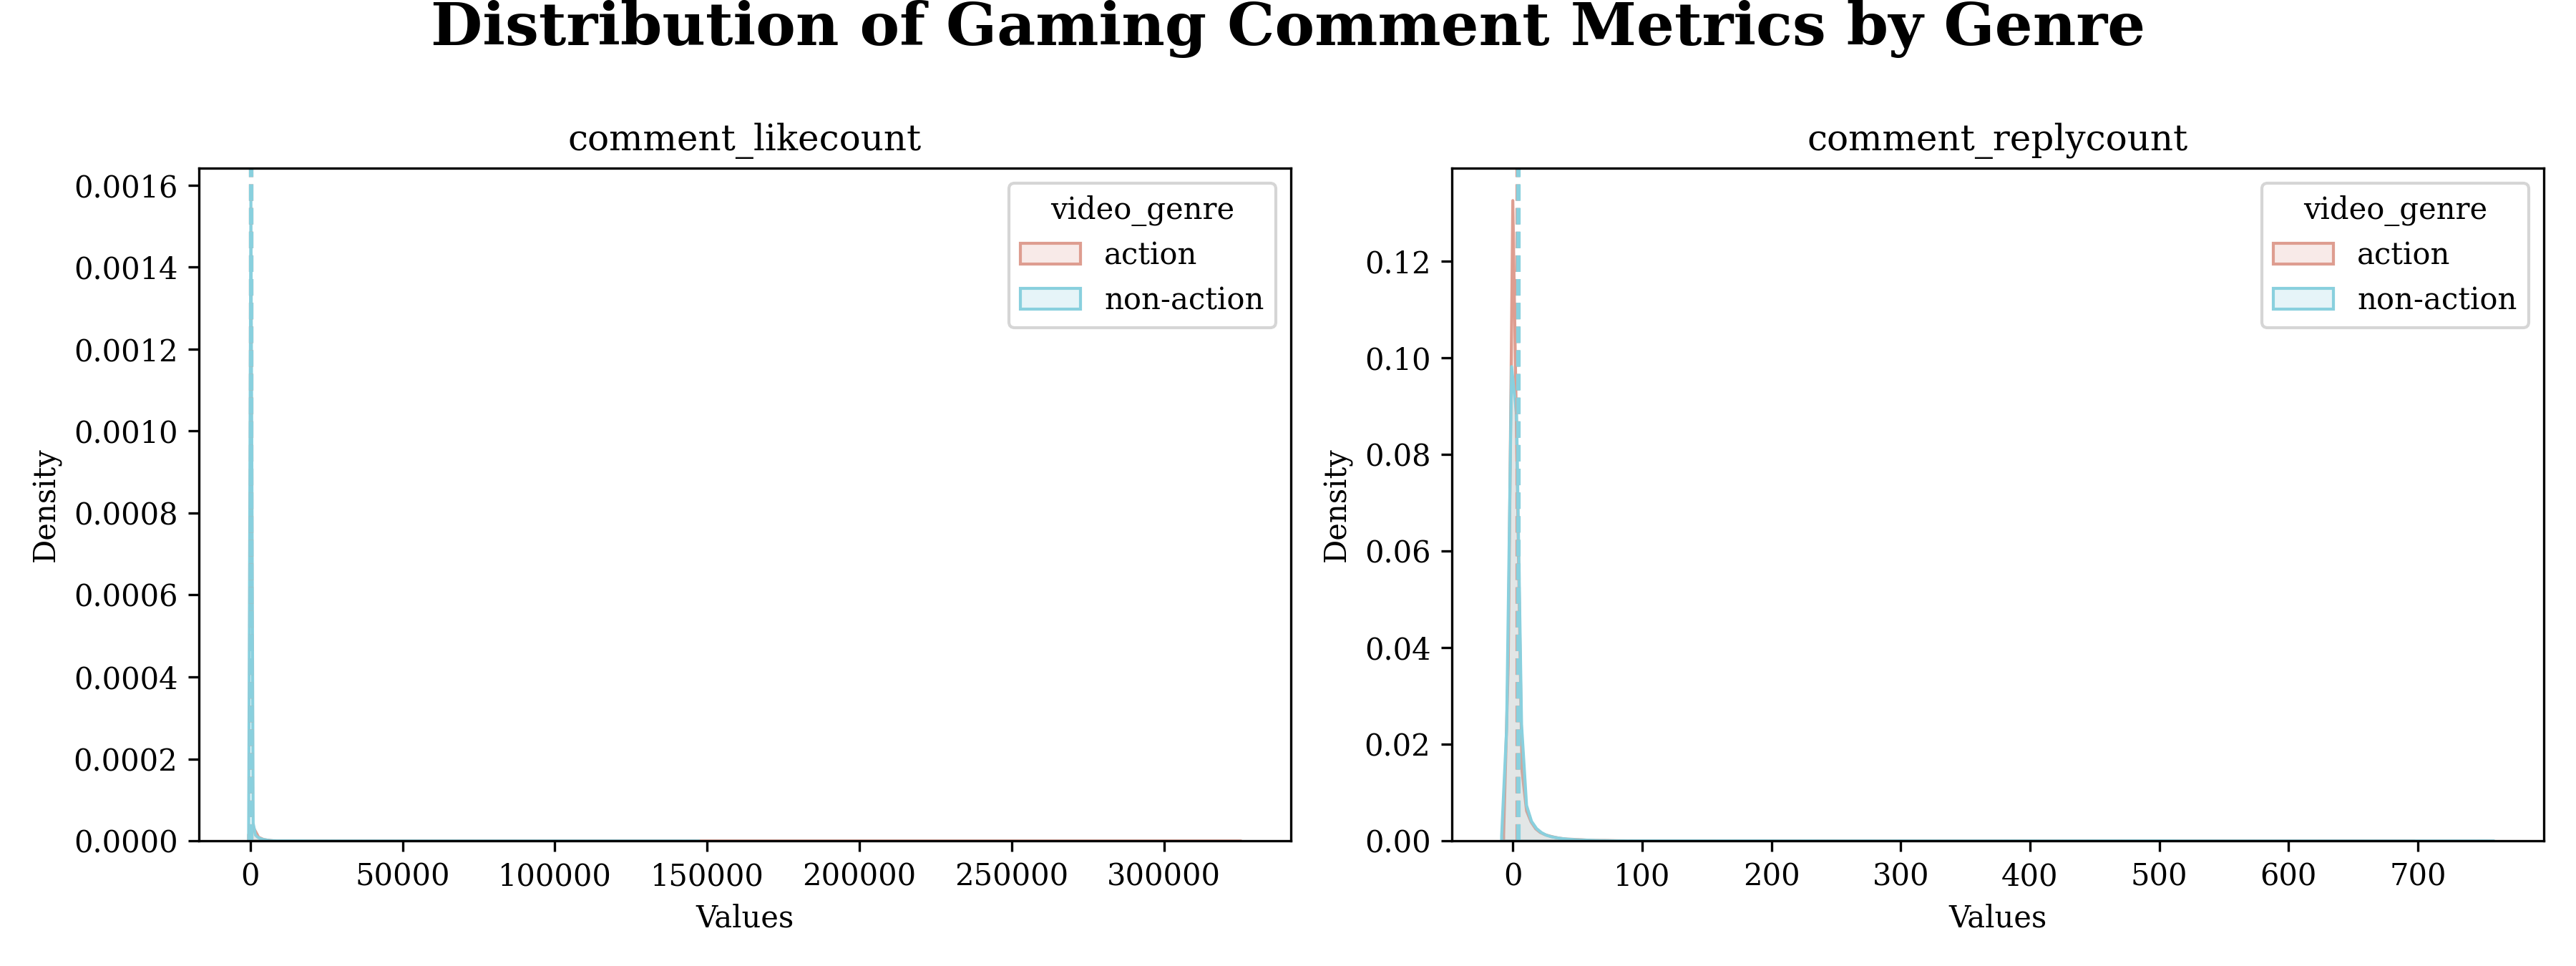 Distribution of Gaming Comment Metrics by Genre
comment_likecount
0.0016
0.0014
0.0012
0.0010
0.0008
0.0006
0.0004
0.0002
0.0000
Density
0 50000 100000 150000 200000 250000 300000
Values
video_genre
action
non-action
comment_replycount
0.12
0.10
0.08
0.06
0.04
0.02
0.00
Density
0 100 200 300 400 500 600 700
Values
video_genre
action
non-action